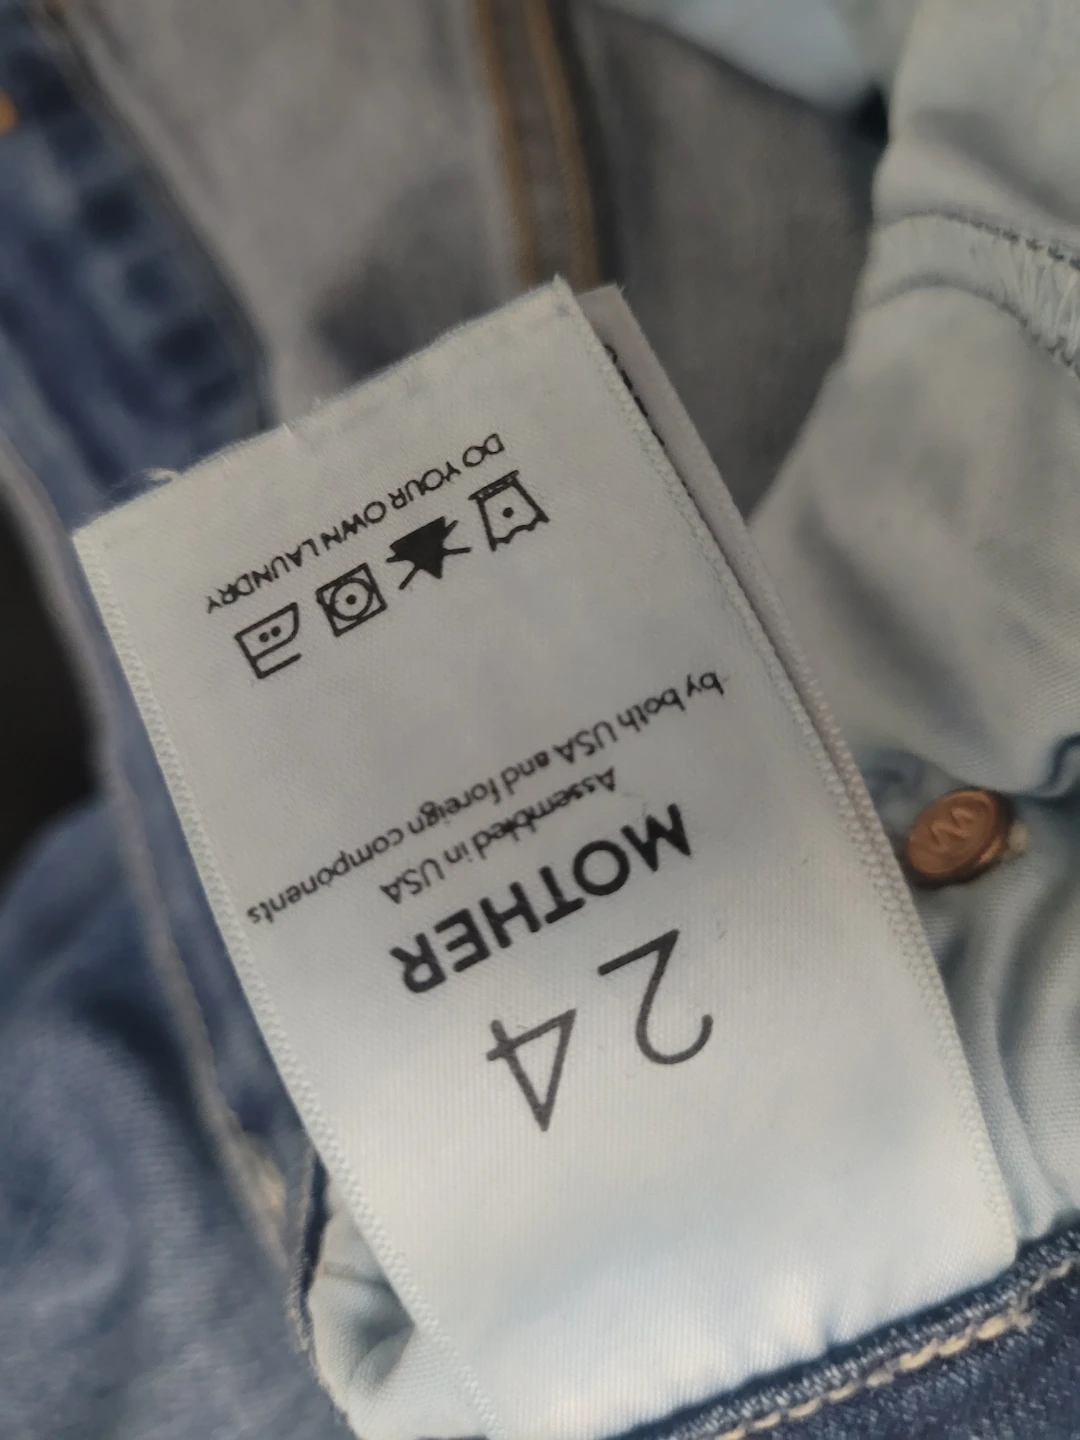 24
MOTHER
Assembled in USA
by both USA and foreign components
DO YOUR OWN LAUNDRY